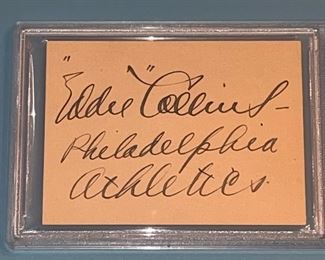 "Eddie" Collins -
Philadelphia
Athletics.